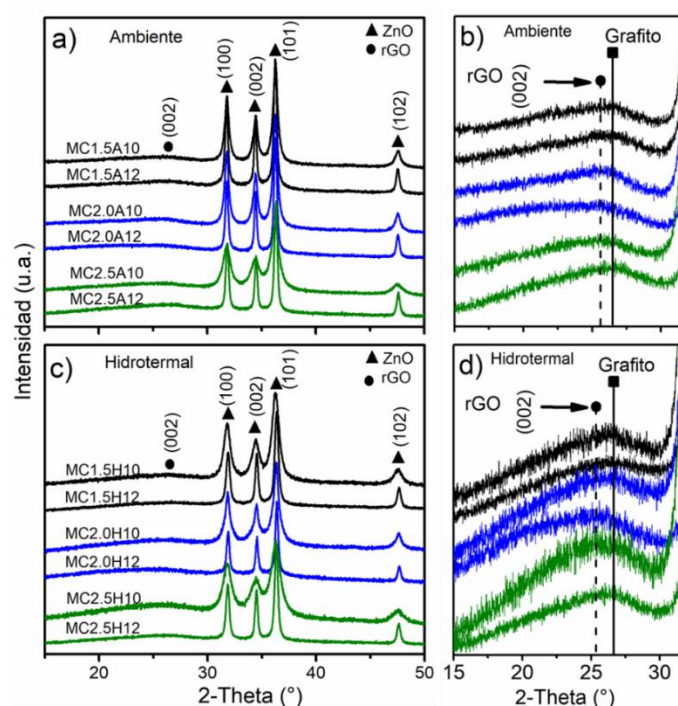 a)
Ambiente
▲ ZnO
● rGO
(002)
(100)
(002)
(101)
(102)
MC1.5A10
MC1.5A12
MC2.0A10
MC2.0A12
MC2.5A10
MC2.5A12
b)
Ambiente
Grafito
rGO
(002)
Intensidad (u.a.)
c)
Hidrotermal
▲ ZnO
● rGO
(002)
(100)
(002)
(101)
(102)
MC1.5H10
MC1.5H12
MC2.0H10
MC2.0H12
MC2.5H10
MC2.5H12
20 30 40 50
2-Theta (°)
d)
Hidrotermal
Grafito
rGO
(002)
15 20 25 30
2-Theta (°)